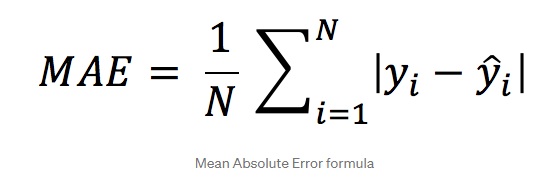 MAE = 1/N ∑_{i=1}^{N} |y_i − ŷ_i|
Mean Absolute Error formula